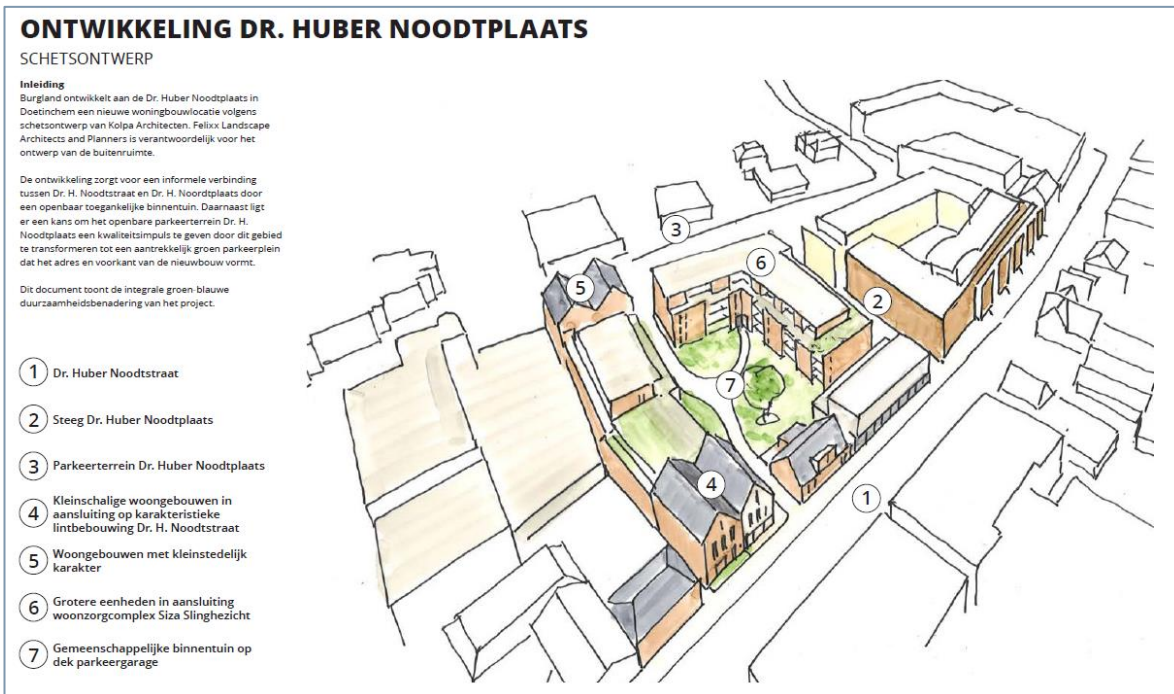 ONTWIKKELING DR. HUBER NOODTPLAATS
SCHETSONTWERP
Inleiding
Burgland ontwikkelt aan de Dr. Huber Noodtplaats in
Doetinchem een nieuwe woningbouwlocatie volgens
schetsontwerp van Kolpa Architecten. Felixx Landscape
Architects and Planners is verantwoordelijk voor het
ontwerp van de buitenruimte.
De ontwikkeling zorgt voor een informele verbinding
tussen Dr. H. Noodtstraat en Dr. H. Noordtplaats door
een openbaar toegankelijke binnentuin. Daarnaast ligt
er een kans om het openbare parkeerterrein Dr. H.
Noodtplaats een kwaliteitsimpuls te geven door dit gebied
te transformeren tot een aantrekkelijk groen parkeerplein
dat het adres en voorkant van de nieuwbouw vormt.
Dit document toont de integrale groen-blauwe
duurzaamheidsbenadering van het project.
1 Dr. Huber Noodtstraat
2 Steeg Dr. Huber Noodtplaats
3 Parkeerterrein Dr. Huber Noodtplaats
4 Kleinschalige woongebouwen in
aansluiting op karakteristieke
lintbebouwing Dr. H. Noodtstraat
5 Woongebouwen met kleinstedelijk
karakter
6 Grotere eenheden in aansluiting
woonzorgcomplex Siza Slinghezicht
7 Gemeenschappelijke binnentuin op
dek parkeergarage
3
6
5
2
7
4
1